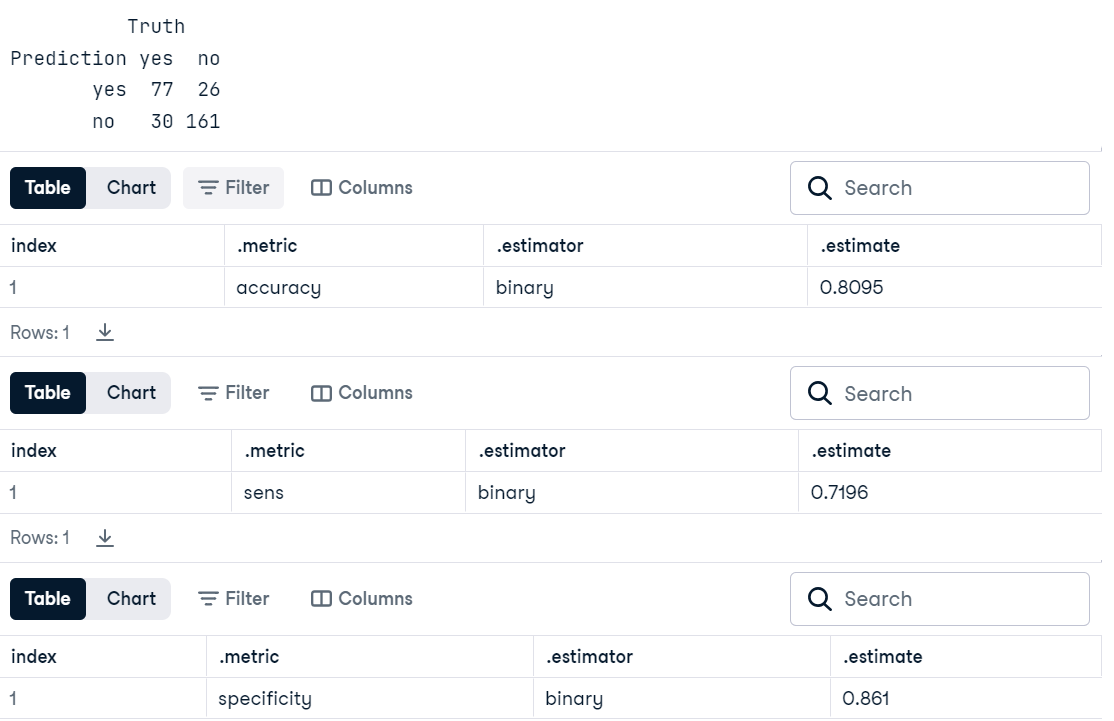 Truth
Prediction yes no
yes 77 26
no 30 161
Table Chart Filter Columns Search
index .metric .estimator .estimate
1 accuracy binary 0.8095
Rows: 1
Table Chart Filter Columns Search
index .metric .estimator .estimate
1 sens binary 0.7196
Rows: 1
Table Chart Filter Columns Search
index .metric .estimator .estimate
1 specificity binary 0.861